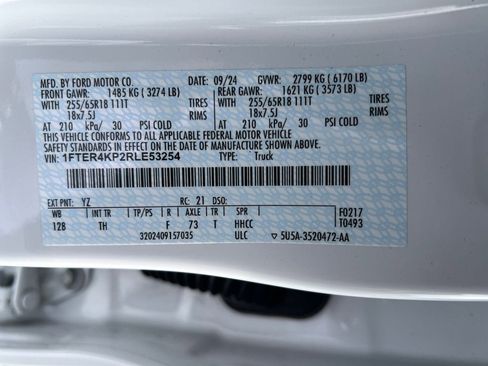 MFD. BY FORD MOTOR CO. 09/24 GVWR: 2799 KG ( 6170 LB)
FRONT GAWR: 1485 KG ( 3274 LB) REAR GAWR: 1621 KG ( 3573 LB)
WITH 255/65R18 111T TIRES WITH 255/65R18 111T TIRES
18x7.5J RIMS 18x7.5J RIMS
AT 210 kPa/ 30 PSI COLD AT 210 kPa/ 30 PSI COLD
THIS VEHICLE CONFORMS TO ALL APPLICABLE FEDERAL MOTOR VEHICLE
SAFETY STANDARDS IN EFFECT ON THE DATE OF MANUFACTURE SHOWN ABOVE.
VIN: 1FTER4KP2RLE53254 TYPE: Truck
EXT PNT: YZ RC: 21 DSO:
WB INT TR TP/PS R AXLE TR SPR F0217
128 TH F 73 T HHCC T0493
3202409157035 ULC ▽ 5U5A-3520472-AA